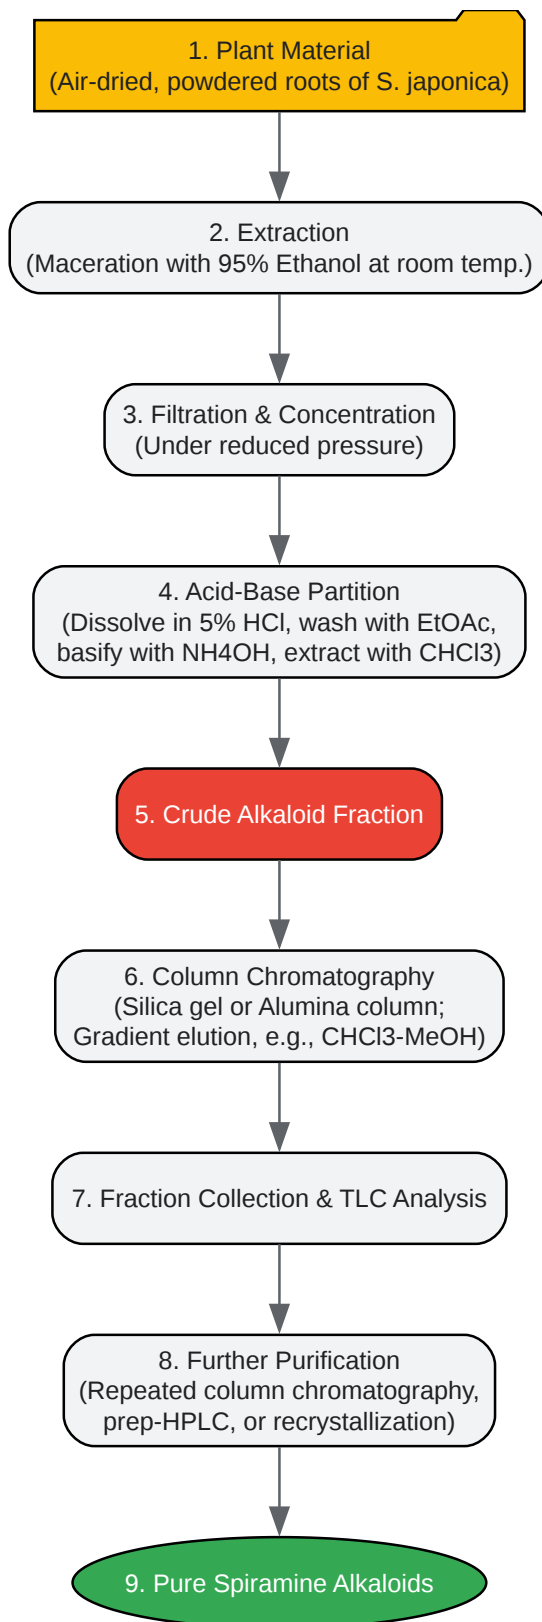 1. Plant Material
(Air-dried, powdered roots of S. japonica)
2. Extraction
(Maceration with 95% Ethanol at room temp.)
3. Filtration & Concentration
(Under reduced pressure)
4. Acid-Base Partition
(Dissolve in 5% HCl, wash with EtOAc,
basify with NH4OH, extract with CHCl3)
5. Crude Alkaloid Fraction
6. Column Chromatography
(Silica gel or Alumina column;
Gradient elution, e.g., CHCl3-MeOH)
7. Fraction Collection & TLC Analysis
8. Further Purification
(Repeated column chromatography,
prep-HPLC, or recrystallization)
9. Pure Spiramine Alkaloids